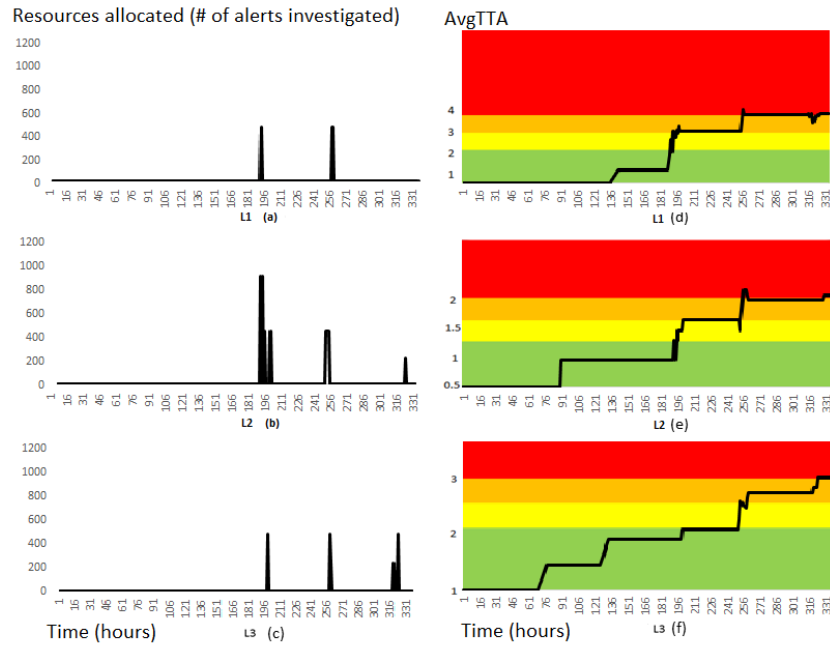 Resources allocated (# of alerts investigated)
AvgTTA
1200
1000
800
600
400
200
0
1 16 31 46 61 76 91 106 121 136 151 166 181 196 211 226 241 256 271 286 301 316 331
L1 (a)
4
3
2
1
1 16 31 46 61 76 91 106 121 136 151 166 181 196 211 226 241 256 271 286 301 316 331
L1 (d)
1200
1000
800
600
400
200
0
1 16 31 46 61 76 91 106 121 136 151 166 181 196 211 226 241 256 271 286 301 316 331
L2 (b)
2
1.5
1
0.5
1 16 31 46 61 76 91 106 121 136 151 166 181 196 211 226 241 256 271 286 301 316 331
L2 (e)
1200
1000
800
600
400
200
0
1 16 31 46 61 76 91 106 121 136 151 166 181 196 211 226 241 256 271 286 301 316 331
Time (hours)
L3 (c)
3
2
1
1 16 31 46 61 76 91 106 121 136 151 166 181 196 211 226 241 256 271 286 301 316 331
Time (hours)
L3 (f)